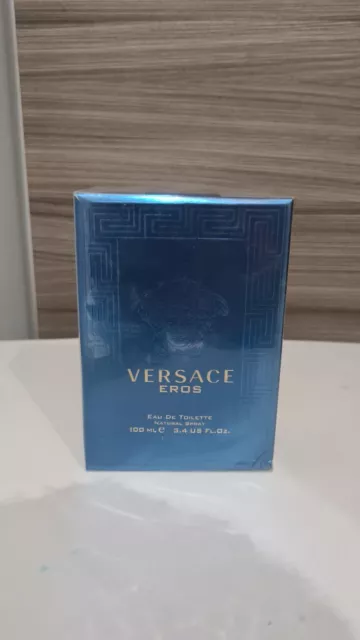 VERSACE
EROS
EAU DE TOILETTE
NATURAL SPRAY
100 ML℮ 3.4 US FL.OZ.